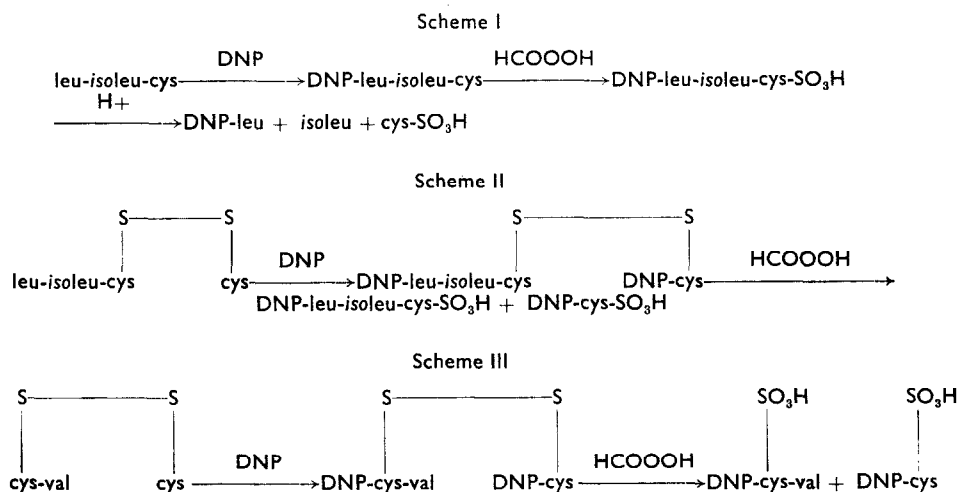 Scheme I
DNP HCOOOH
leu-isoleu-cys DNP-leu-isoleu-cys DNP-leu-isoleu-cys-SO₃H
H+
DNP-leu + isoleu + cys-SO₃H
Scheme II
S S S S
DNP HCOOOH
leu-isoleu-cys cys DNP-leu-isoleu-cys DNP-cys
DNP-leu-isoleu-cys-SO₃H + DNP-cys-SO₃H
Scheme III
S S S S SO₃H SO₃H
DNP HCOOOH
cys-val cys DNP-cys-val DNP-cys DNP-cys-val + DNP-cys